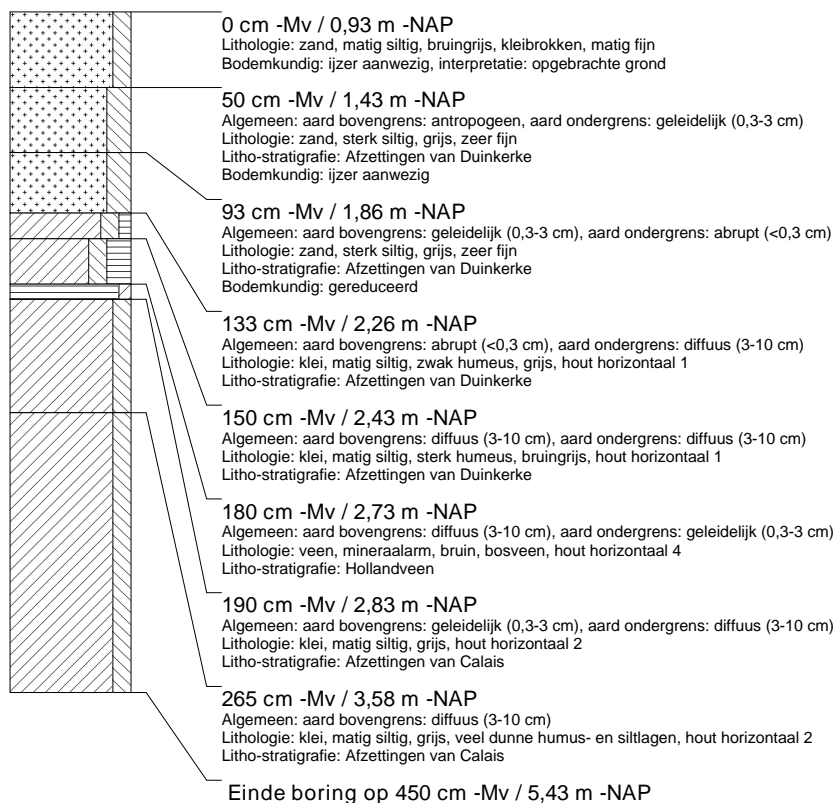 0 cm -Mv / 0,93 m -NAP
Lithologie: zand, matig siltig, bruingrijs, kleibrokken, matig fijn
Bodemkundig: ijzer aanwezig, interpretatie: opgebrachte grond
50 cm -Mv / 1,43 m -NAP
Algemeen: aard bovengrens: antropogeen, aard ondergrens: geleidelijk (0,3-3 cm)
Lithologie: zand, sterk siltig, grijs, zeer fijn
Litho-stratigrafie: Afzettingen van Duinkerke
Bodemkundig: ijzer aanwezig
93 cm -Mv / 1,86 m -NAP
Algemeen: aard bovengrens: geleidelijk (0,3-3 cm), aard ondergrens: abrupt (<0,3 cm)
Lithologie: zand, sterk siltig, grijs, zeer fijn
Litho-stratigrafie: Afzettingen van Duinkerke
Bodemkundig: gereduceerd
133 cm -Mv / 2,26 m -NAP
Algemeen: aard bovengrens: abrupt (<0,3 cm), aard ondergrens: diffuus (3-10 cm)
Lithologie: klei, matig siltig, zwak humeus, grijs, hout horizontaal 1
Litho-stratigrafie: Afzettingen van Duinkerke
150 cm -Mv / 2,43 m -NAP
Algemeen: aard bovengrens: diffuus (3-10 cm), aard ondergrens: diffuus (3-10 cm)
Lithologie: klei, matig siltig, sterk humeus, bruingrijs, hout horizontaal 1
Litho-stratigrafie: Afzettingen van Duinkerke
180 cm -Mv / 2,73 m -NAP
Algemeen: aard bovengrens: diffuus (3-10 cm), aard ondergrens: geleidelijk (0,3-3 cm)
Lithologie: veen, mineraalarm, bruin, bosveen, hout horizontaal 4
Litho-stratigrafie: Hollandveen
190 cm -Mv / 2,83 m -NAP
Algemeen: aard bovengrens: geleidelijk (0,3-3 cm), aard ondergrens: diffuus (3-10 cm)
Lithologie: klei, matig siltig, grijs, hout horizontaal 2
Litho-stratigrafie: Afzettingen van Calais
265 cm -Mv / 3,58 m -NAP
Algemeen: aard bovengrens: diffuus (3-10 cm)
Lithologie: klei, matig siltig, grijs, veel dunne humus- en siltlagen, hout horizontaal 2
Litho-stratigrafie: Afzettingen van Calais
Einde boring op 450 cm -Mv / 5,43 m -NAP